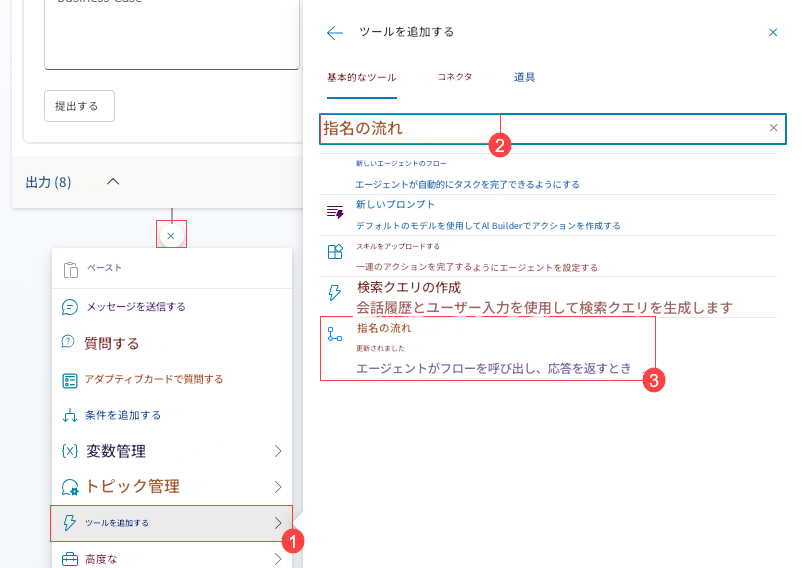 Business Case
提出する
出力 (8)
ペースト
メッセージを送信する
質問する
アダプティブカードで質問する
条件を追加する
変数管理
トピック管理
ツールを追加する
1
高度な
ツールを追加する
基本的なツール
コネクタ
道具
指名の流れ
2
新しいエージェントのフロー
エージェントが自動的にタスクを完了できるようにする
新しいプロンプト
デフォルトのモデルを使用してAI Builderでアクションを作成する
スキルをアップロードする
一連のアクションを完了するようにエージェントを設定する
検索クエリの作成
会話履歴とユーザー入力を使用して検索クエリを生成します
指名の流れ
更新されました
エージェントがフローを呼び出し、応答を返すとき
3